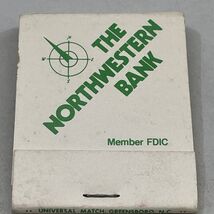 THE
NORTHWESTERN
BANK
Member FDIC
UNIVERSAL MATCH, GREENSBORO, N.C.